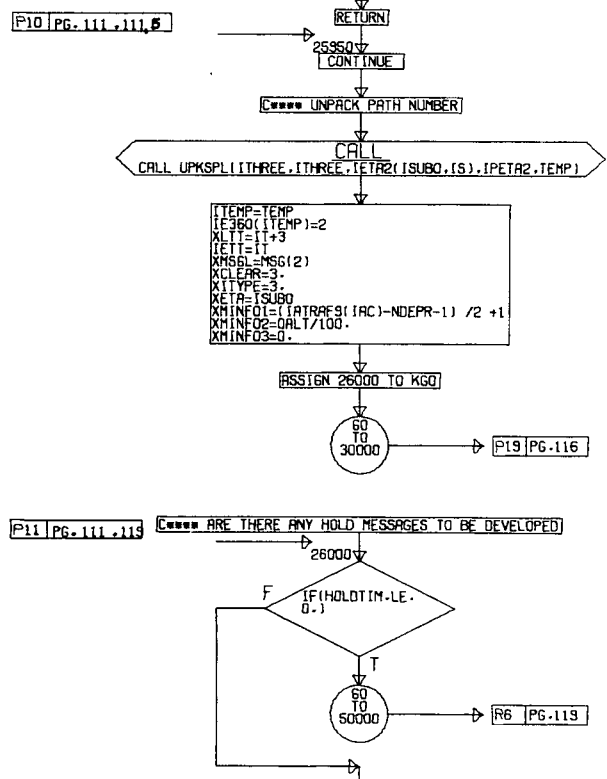 RETURN
P10 PG. 111 .111.5
25950
CONTINUE
C**** UNPACK PATH NUMBER
CALL
CALL UPKSPL(ITHREE,ITHREE,IETA2(ISUBO,IS),IPETA2,TEMP)
ITEMP=TEMP
IE360(ITEMP)=2
XLTT=IT+3
IETT=IT
XMSGL=MSG(2)
XCLEAR=3.
XITYPE=3.
XETA=ISUBO
XMINFO1=(IATRAF9(IAC)-NDEPR-1) /2 +1
XMINFO2=OALT/100.
XMINFO3=0.
ASSIGN 26000 TO KGO
GO
TO
30000
P19 PG.116
P11 PG. 111 .119
C**** ARE THERE ANY HOLD MESSAGES TO BE DEVELOPED
26000
F
IF(HOLDTIM.LE.
0.)
T
GO
TO
50000
R6 PG.119